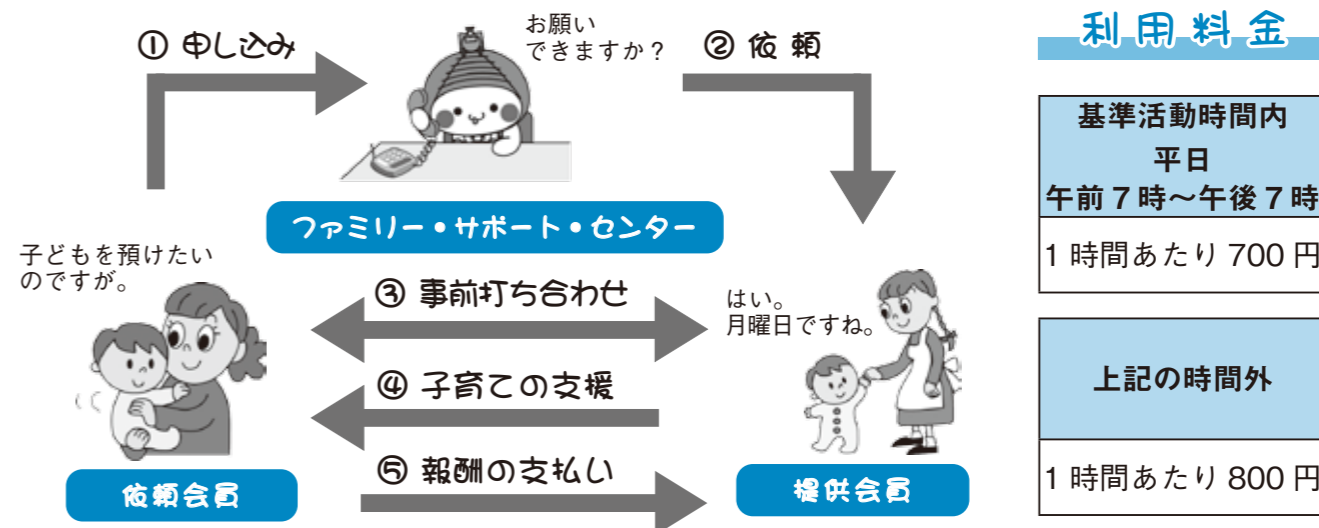 ① 申し込み
お願い
できますか？
② 依 頼
ファミリー・サポート・センター
子どもを預けたい
のですが。
③ 事前打ち合わせ
はい。
月曜日ですね。
④ 子育ての支援
⑤ 報酬の支払い
依頼会員
提供会員
利用料金
基準活動時間内
平日
午前７時～午後７時
1 時間あたり 700 円
上記の時間外
1 時間あたり 800 円